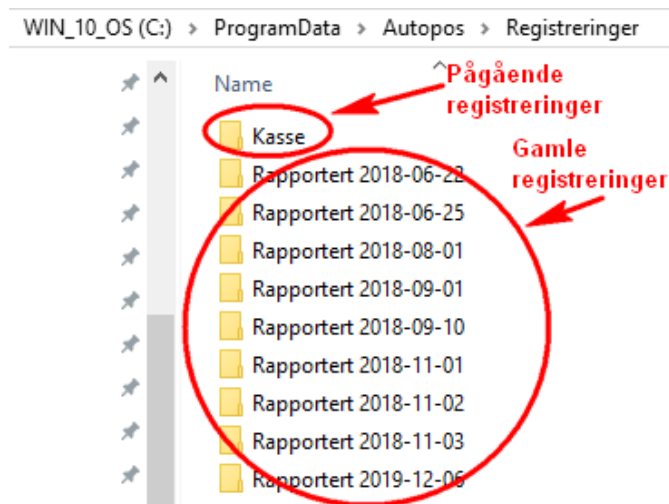 WIN_10_OS (C:) > ProgramData > Autopos > Registreringer
Name
Pågående
registreringer
Kasse
Gamle
registreringer
Rapportert 2018-06-22
Rapportert 2018-06-25
Rapportert 2018-08-01
Rapportert 2018-09-01
Rapportert 2018-09-10
Rapportert 2018-11-01
Rapportert 2018-11-02
Rapportert 2018-11-03
Rapportert 2019-12-06